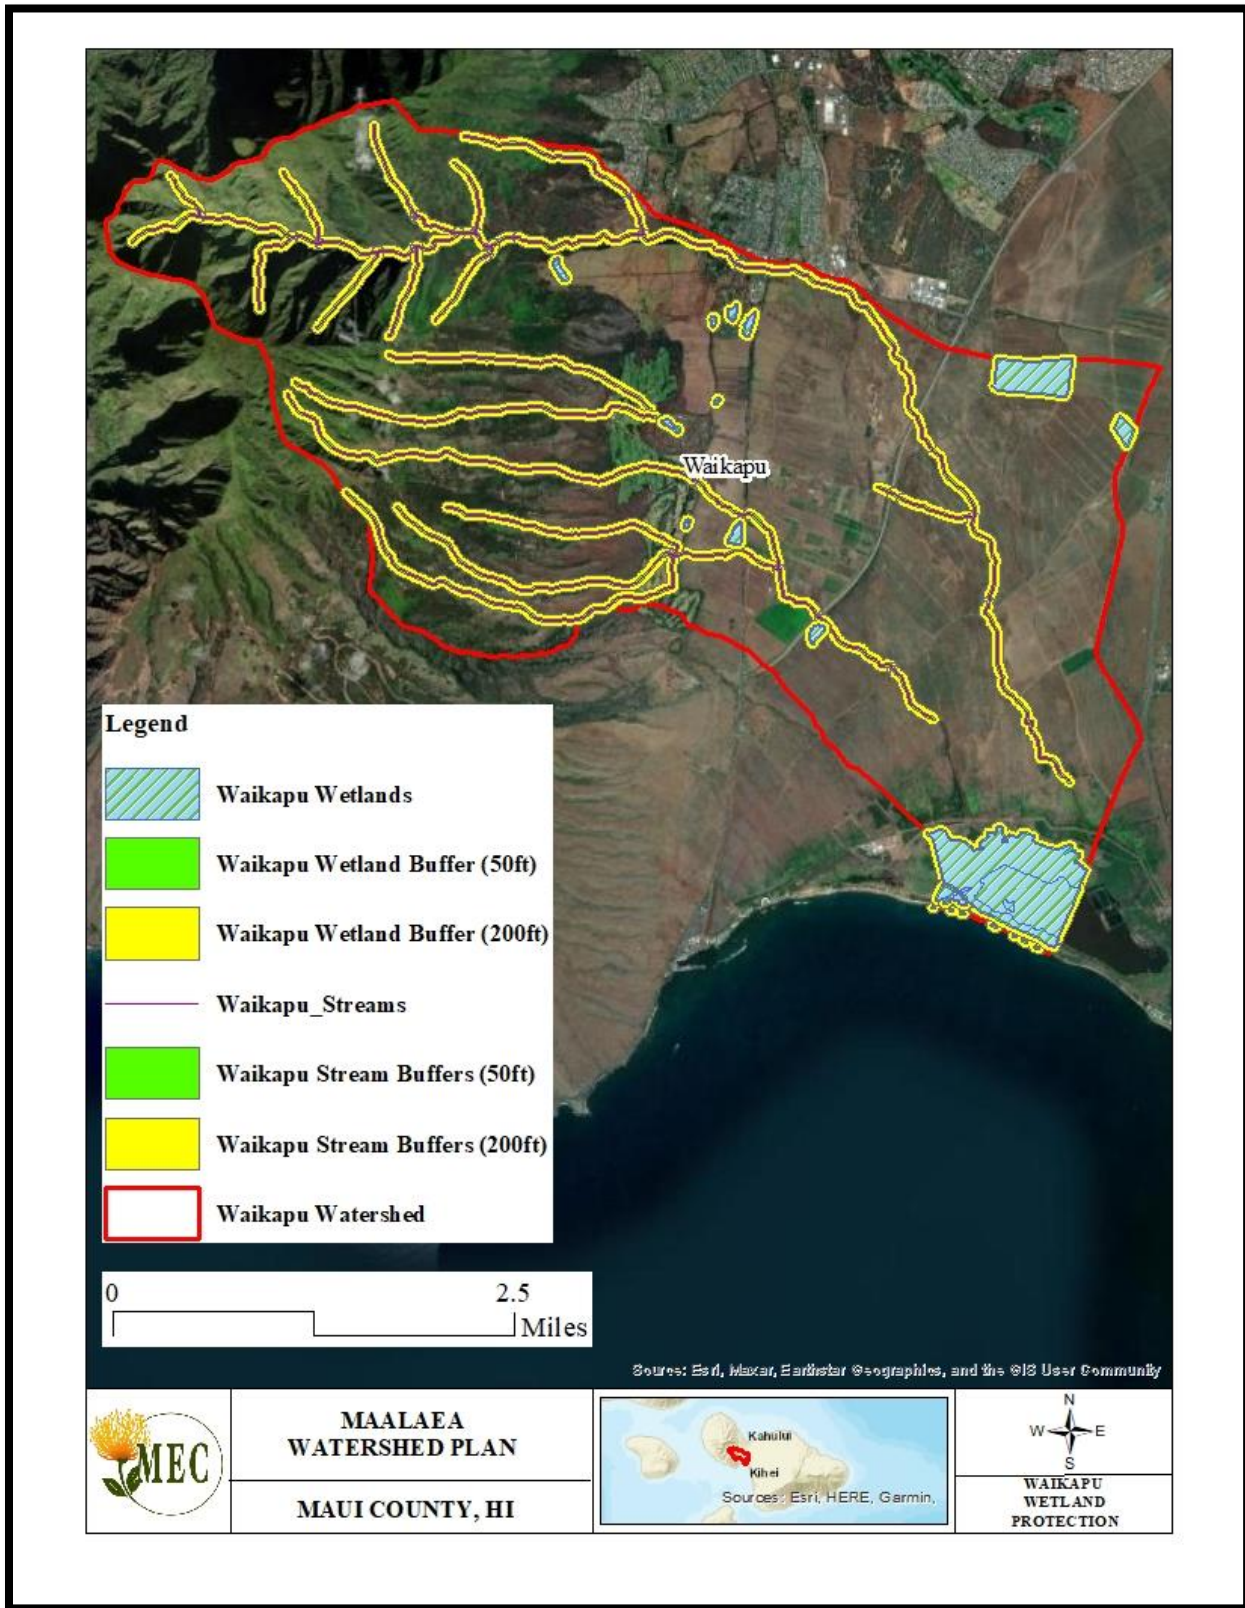 Waikapu
Legend
Waikapu Wetlands
Waikapu Wetland Buffer (50ft)
Waikapu Wetland Buffer (200ft)
Waikapu_Streams
Waikapu Stream Buffers (50ft)
Waikapu Stream Buffers (200ft)
Waikapu Watershed
0 2.5
Miles
Source: Esri, Maxar, Earthstar Geographics, and the GIS User Community
MEC
MAALAEA
WATERSHED PLAN
MAUI COUNTY, HI
Kahului
Kihei
Sources: Esri, HERE, Garmin,
N
W E
S
WAIKAPU
WETLAND
PROTECTION